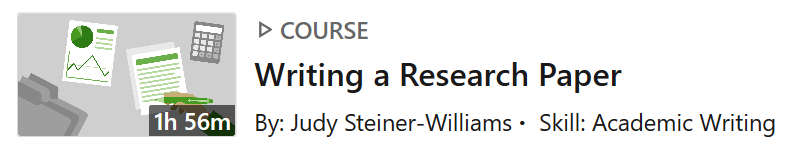 COURSE
Writing a Research Paper
1h 56m
By: Judy Steiner-Williams • Skill: Academic Writing